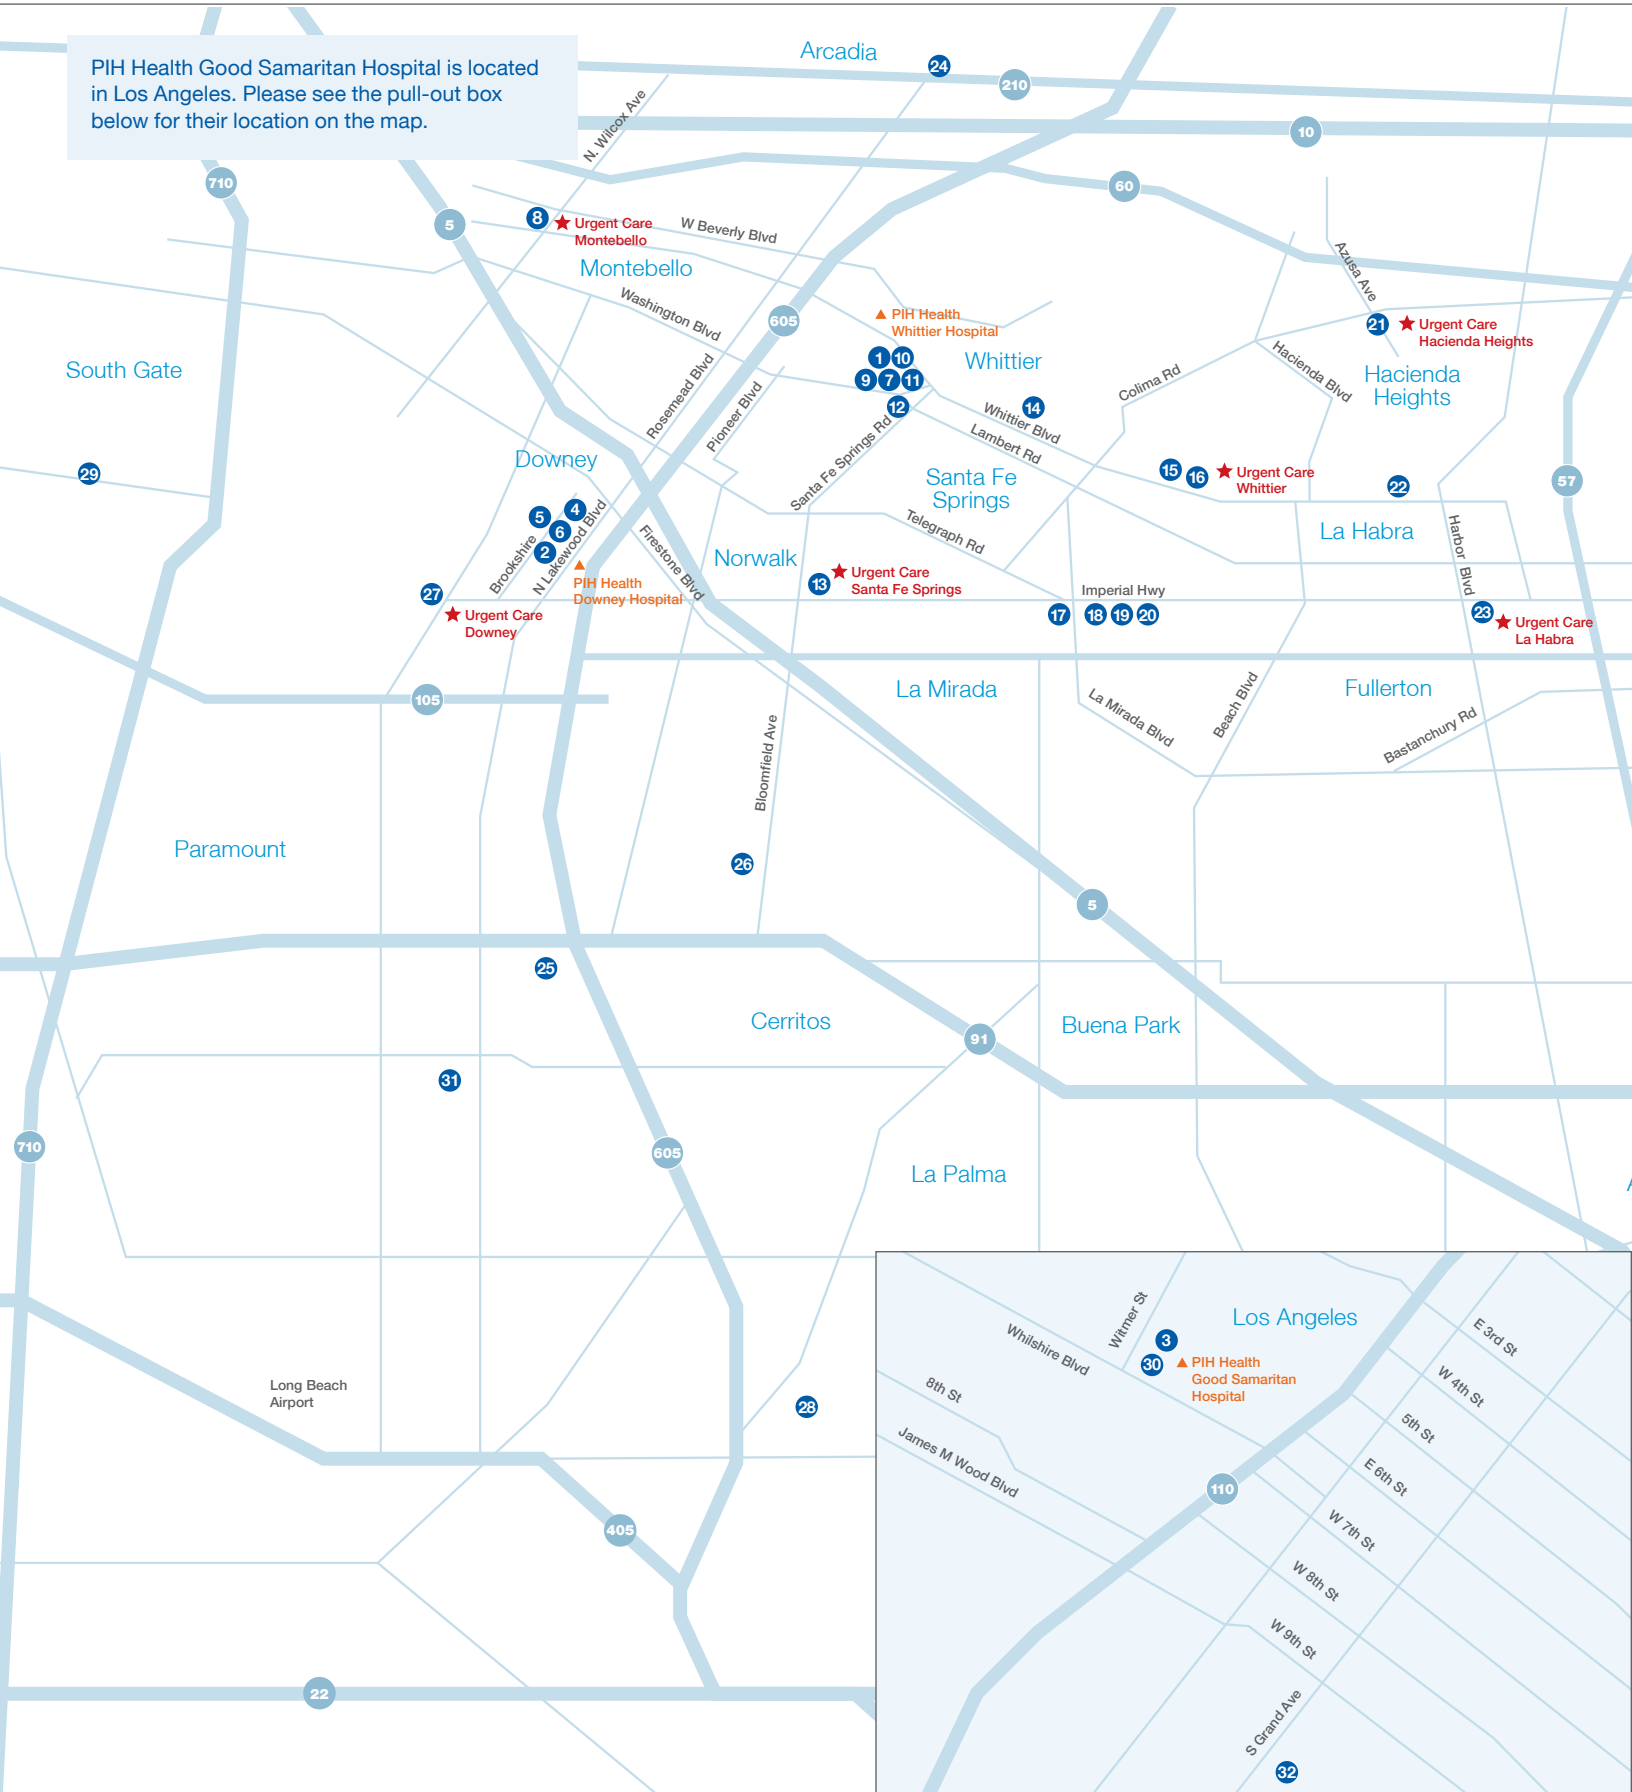 PIH Health Good Samaritan Hospital is located
in Los Angeles. Please see the pull-out box
below for their location on the map.
Arcadia
24
210
N. Wilcox Ave
10
710
60
5
8
Urgent Care
Montebello
W Beverly Blvd
Montebello
Azusa Ave
Washington Blvd
605
PIH Health
Whittier Hospital
21
Urgent Care
Hacienda Heights
South Gate
Rosemead Blvd
1
10
Whittier
9
7
11
Colima Rd
Hacienda Blvd
Hacienda
Heights
Pioneer Blvd
12
14
Whittier Blvd
Lambert Rd
Santa Fe Springs Rd
Downey
29
Santa Fe
Springs
15
16
Urgent Care
Whittier
22
57
5
4
6
2
Brookshire
N Lakewood Blvd
Firestone Blvd
Telegraph Rd
La Habra
Harbor Blvd
Norwalk
PIH Health
Downey Hospital
13
Urgent Care
Santa Fe Springs
Imperial Hwy
27
Urgent Care
Downey
17
18
19
20
23
Urgent Care
La Habra
105
La Mirada
La Mirada Blvd
Beach Blvd
Fullerton
Bastanchury Rd
Bloomfield Ave
Paramount
26
5
25
Cerritos
91
Buena Park
31
710
605
La Palma
Long Beach
Airport
28
405
22
Los Angeles
Witmer St
Whilshire Blvd
3
30
PIH Health
Good Samaritan
Hospital
E 3rd St
W 4th St
8th St
5th St
James M Wood Blvd
E 6th St
110
W 7th St
W 8th St
W 9th St
S Grand Ave
32